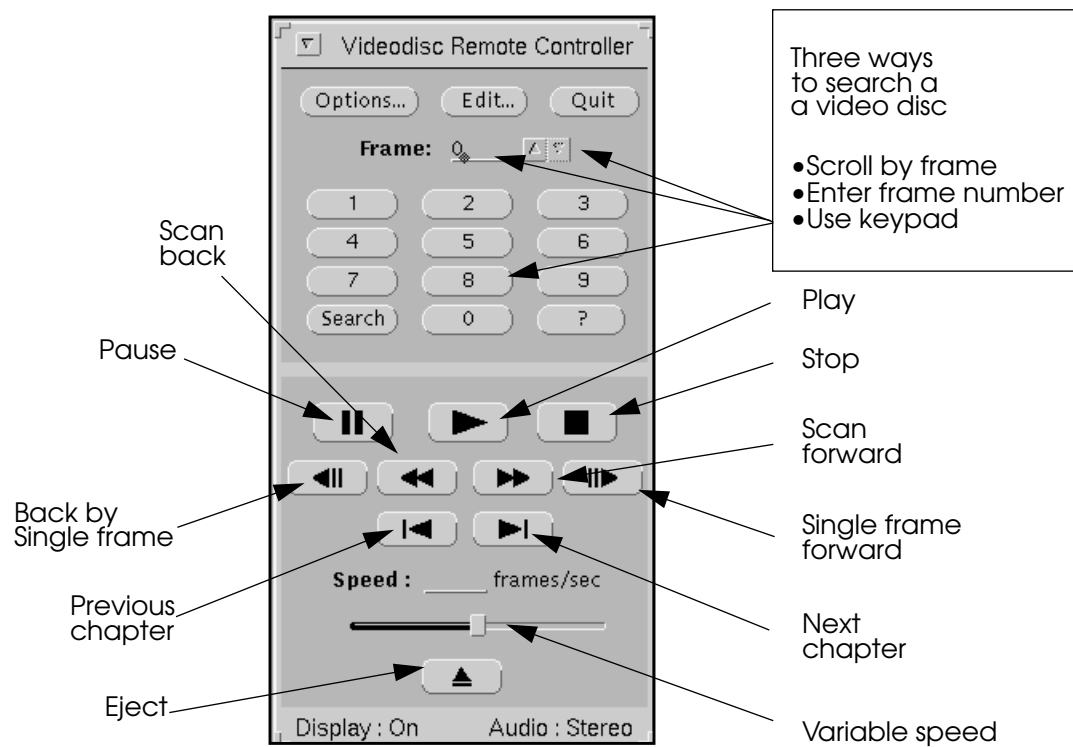 Videodisc Remote Controller
Options... Edit... Quit
Frame: 0
1 2 3
4 5 6
7 8 9
Search 0 ?
Speed : frames/sec
Display : On Audio : Stereo
Three ways
to search a
a video disc
•Scroll by frame
•Enter frame number
•Use keypad
Scan
back
Pause
Back by
Single frame
Previous
chapter
Eject
Play
Stop
Scan
forward
Single frame
forward
Next
chapter
Variable speed